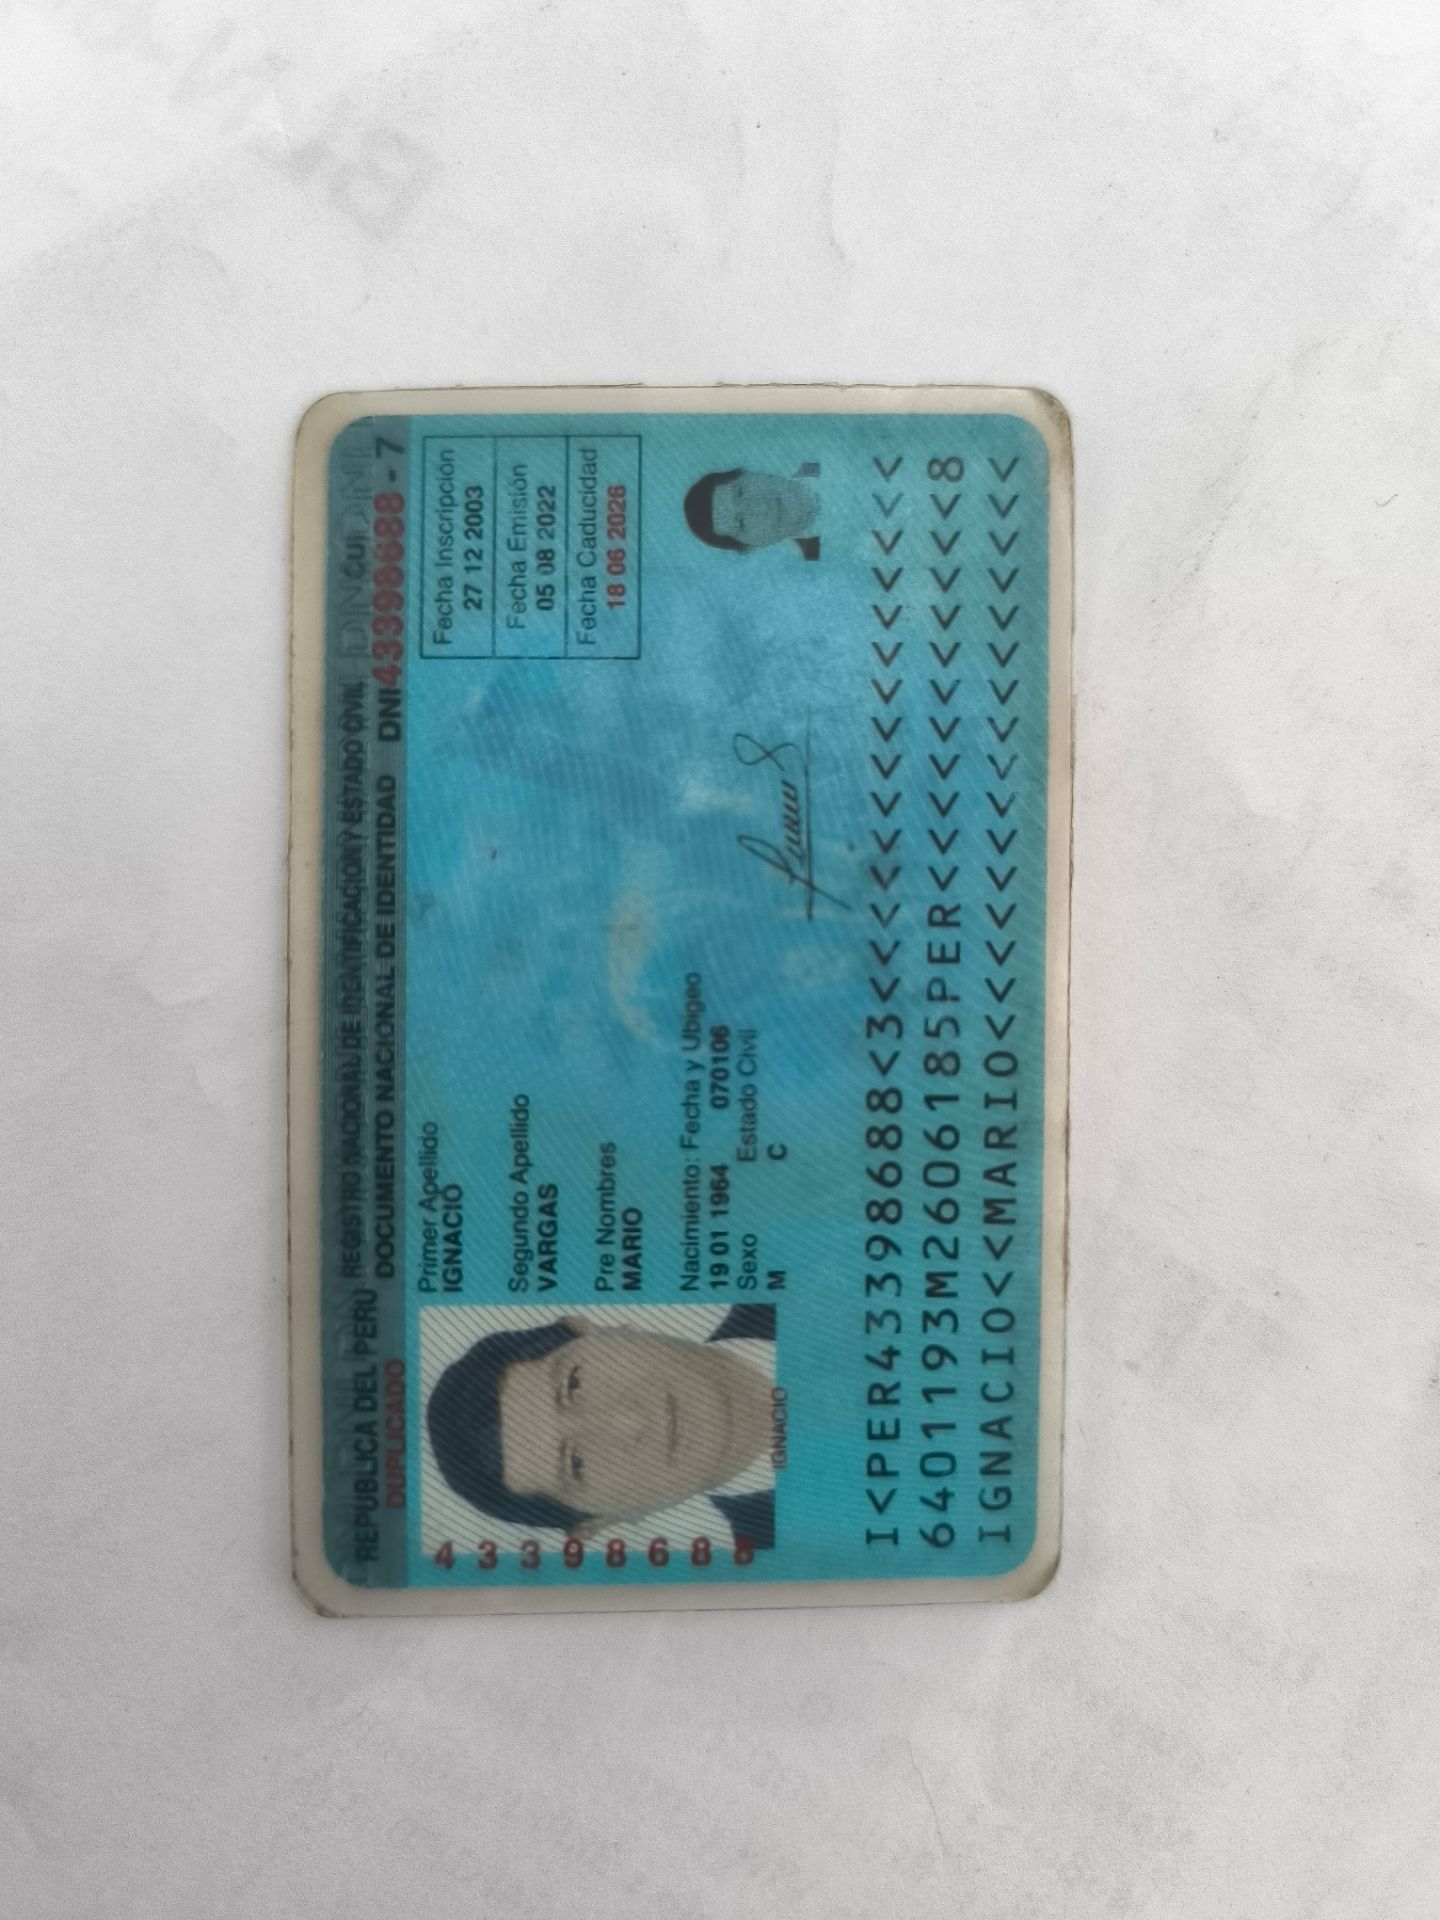 REPUBLICA DEL PERU REGISTRO NACIONAL DE IDENTIFICACION Y ESTADO CIVIL
DUPLICADO DOCUMENTO NACIONAL DE IDENTIDAD DNI 43398688 - 7
Primer Apellido
IGNACIO
Segundo Apellido
VARGAS
Pre Nombres
MARIO
Nacimiento: Fecha y Ubigeo
19 01 1964 070106
Sexo Estado Civil
M C
Fecha Inscripción
27 12 2003
Fecha Emisión
05 08 2022
Fecha Caducidad
18 06 2026
43398688
IGNACIO
I<PER43398688<3<<<<<<<<<<<<<<<
6401193M2606185PER<<<<<<<<<<<8
IGNACIO<<MARIO<<<<<<<<<<<<<<<<